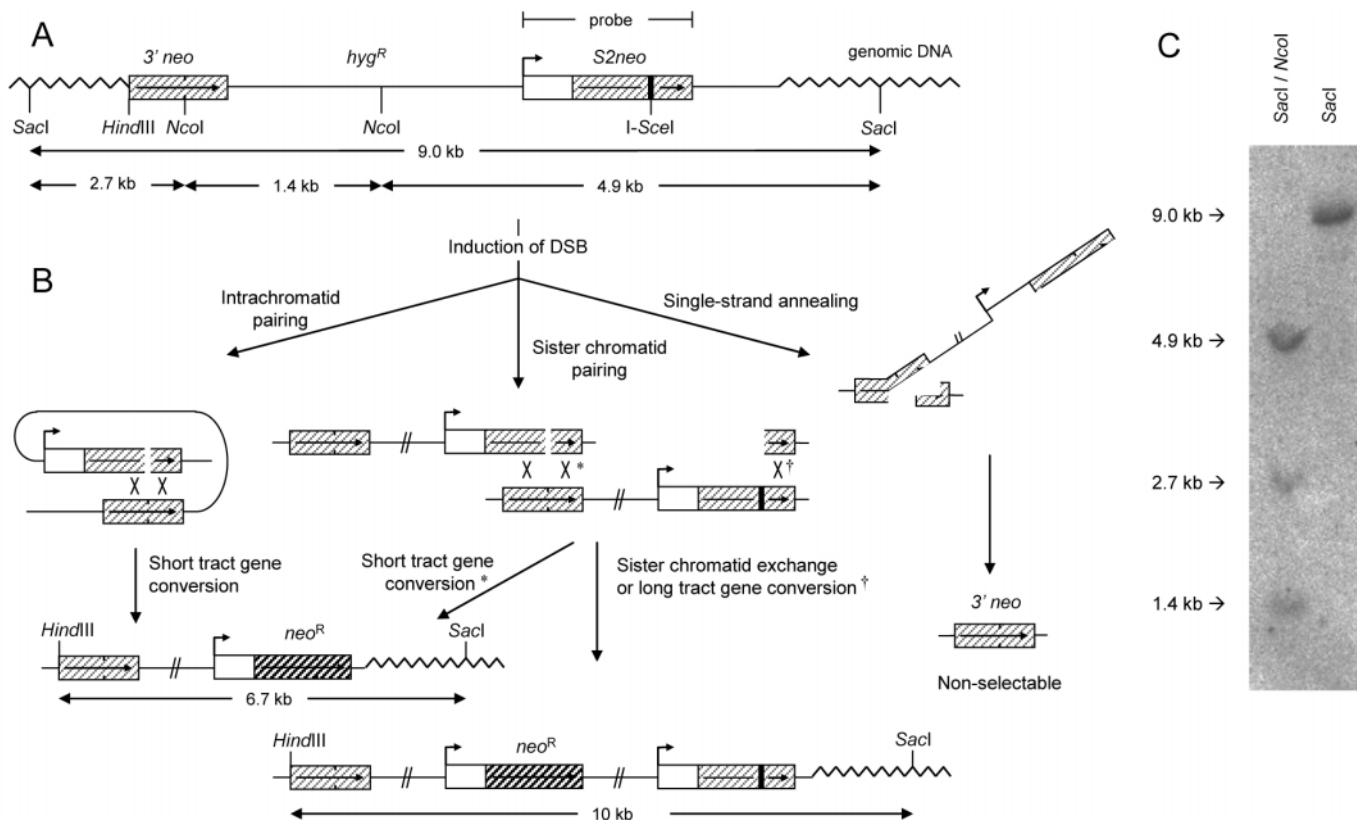 A
probe
C
3' neo
hygR
S2neo
genomic DNA
SacI
HindIII
NcoI
NcoI
I-SceI
SacI
9.0 kb
2.7 kb
1.4 kb
4.9 kb
SacI / NcoI
SacI
9.0 kb →
4.9 kb →
2.7 kb →
1.4 kb →
Induction of DSB
B
Intrachromatid
pairing
Sister chromatid
pairing
Single-strand annealing
X X
X X * X †
Short tract gene
conversion
Short tract gene
conversion *
Sister chromatid exchange
or long tract gene conversion †
3' neo
Non-selectable
HindIII
neoR
SacI
6.7 kb
HindIII
neoR
SacI
10 kb